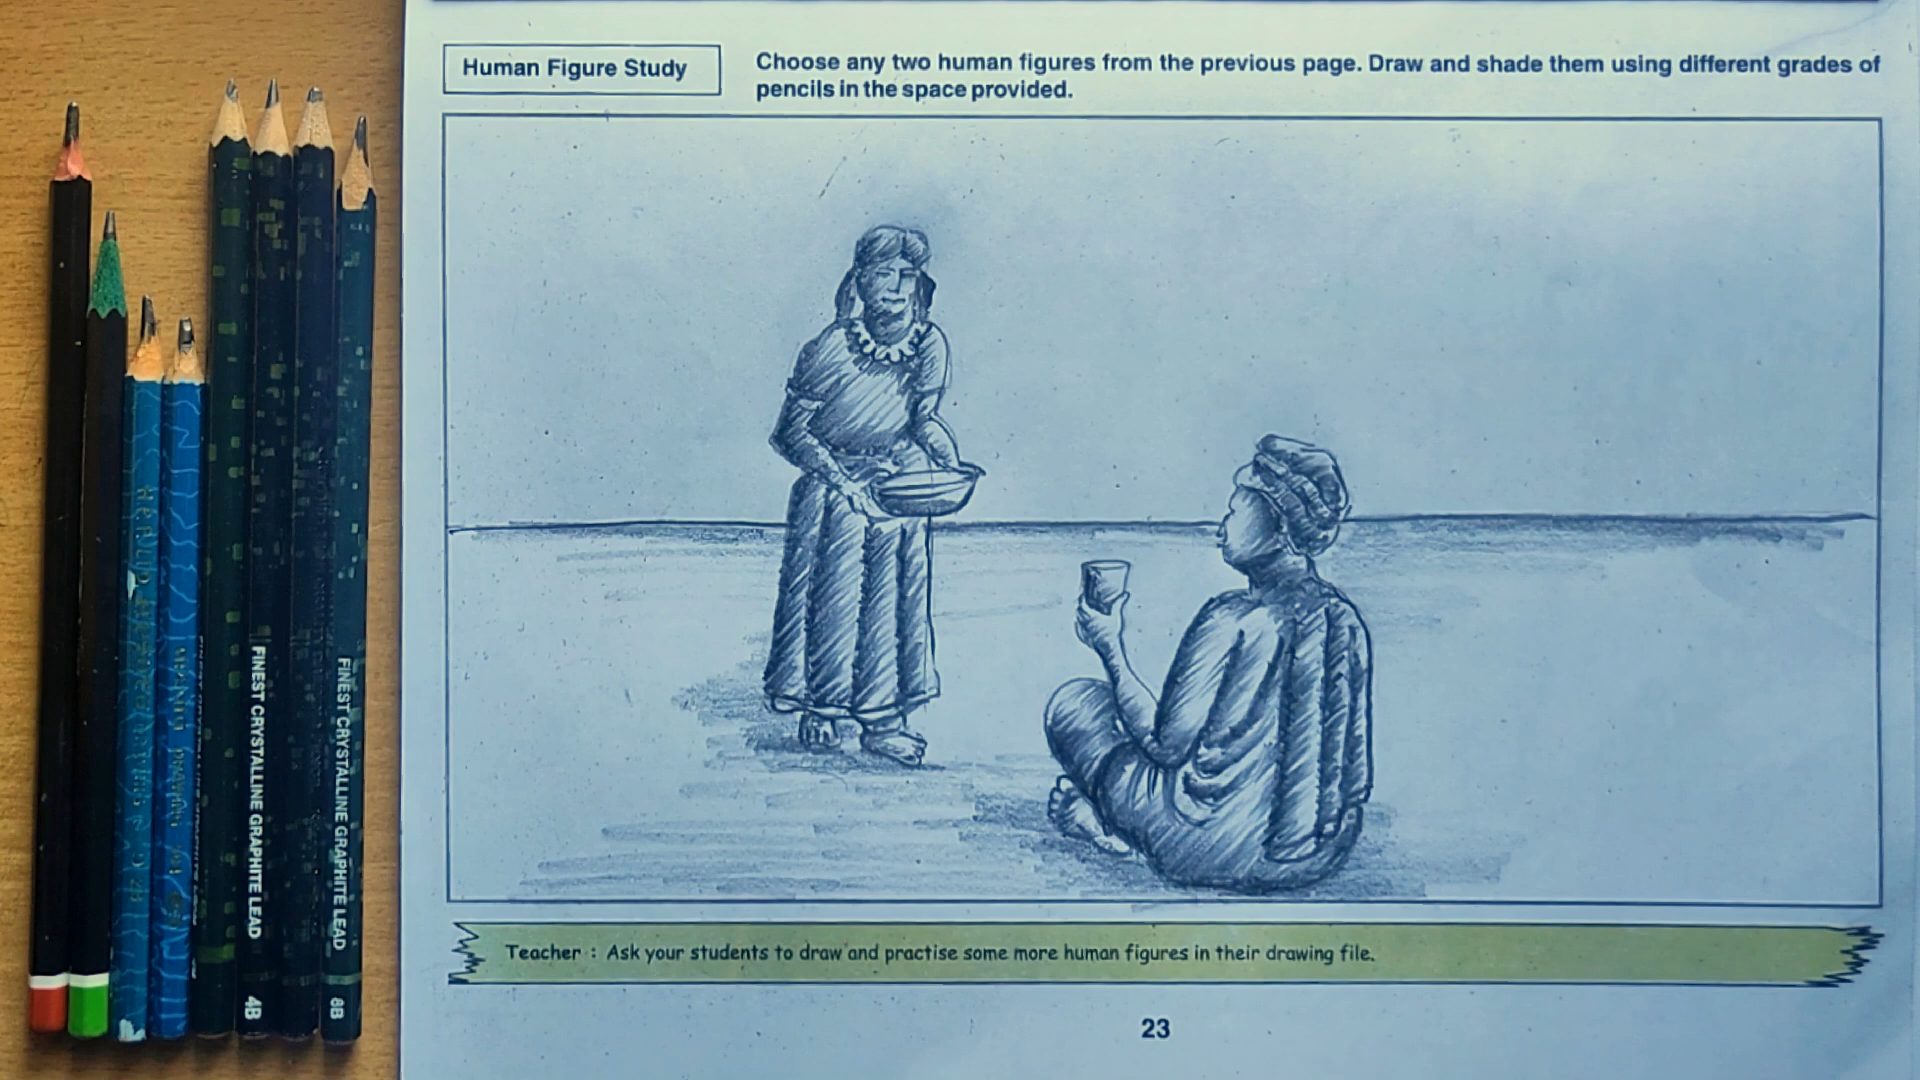 Human Figure Study
Choose any two human figures from the previous page. Draw and shade them using different grades of
pencils in the space provided.
Teacher : Ask your students to draw and practise some more human figures in their drawing file.
23
FINEST CRYSTALLINE GRAPHITE LEAD
4B
FINEST CRYSTALLINE GRAPHITE LEAD
8B